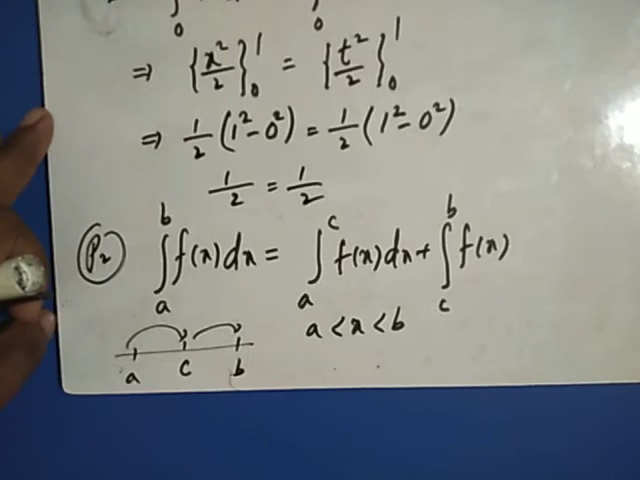 ∫₀ ∫₀
⇒ {x²/2}₀¹ = {t²/2}₀¹
⇒ 1/2 (1² - 0²) = 1/2 (1² - 0²)
1/2 = 1/2
P₂ ∫ₐᵇ f(x) dx = ∫ₐᶜ f(x) dx + ∫꜀ᵇ f(x)
a < x < b
a c b